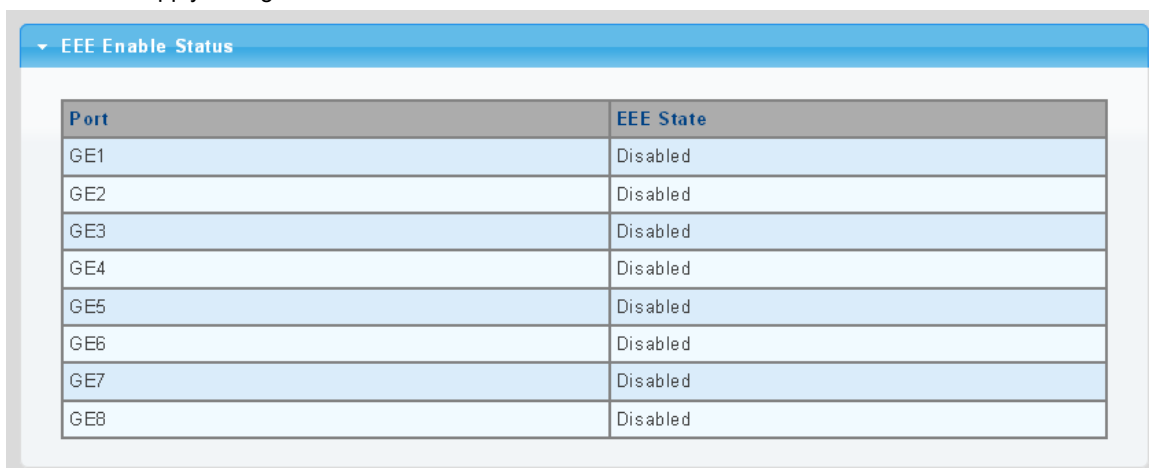 EEE Enable Status
Port EEE State
GE1 Disabled
GE2 Disabled
GE3 Disabled
GE4 Disabled
GE5 Disabled
GE6 Disabled
GE7 Disabled
GE8 Disabled